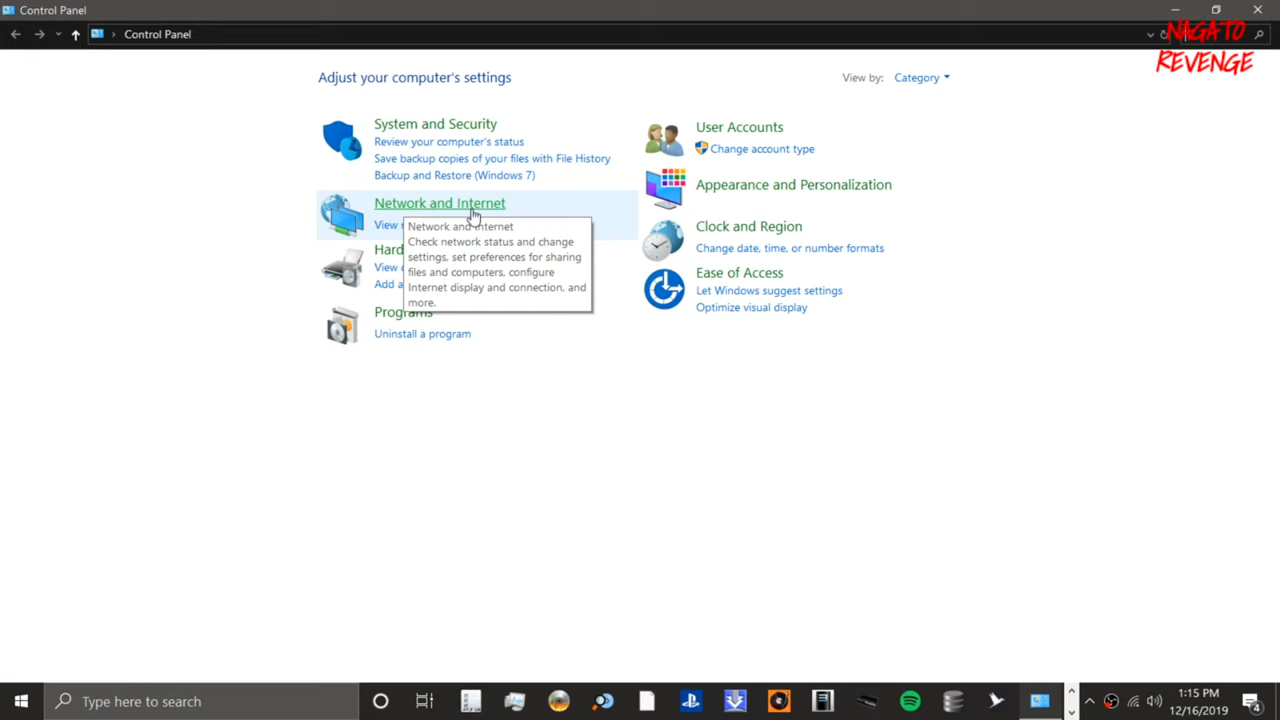 Control Panel
Control Panel
NAGATO
REVENGE
Adjust your computer's settings
View by: Category
System and Security
Review your computer's status
Save backup copies of your files with File History
Backup and Restore (Windows 7)
Network and Internet
View
Network and Internet
Check network status and change
settings, set preferences for sharing
files and computers, configure
Internet display and connection, and
more.
Programs
Uninstall a program
User Accounts
Change account type
Appearance and Personalization
Clock and Region
Change date, time, or number formats
Ease of Access
Let Windows suggest settings
Optimize visual display
Type here to search
1:15 PM
12/16/2019
4